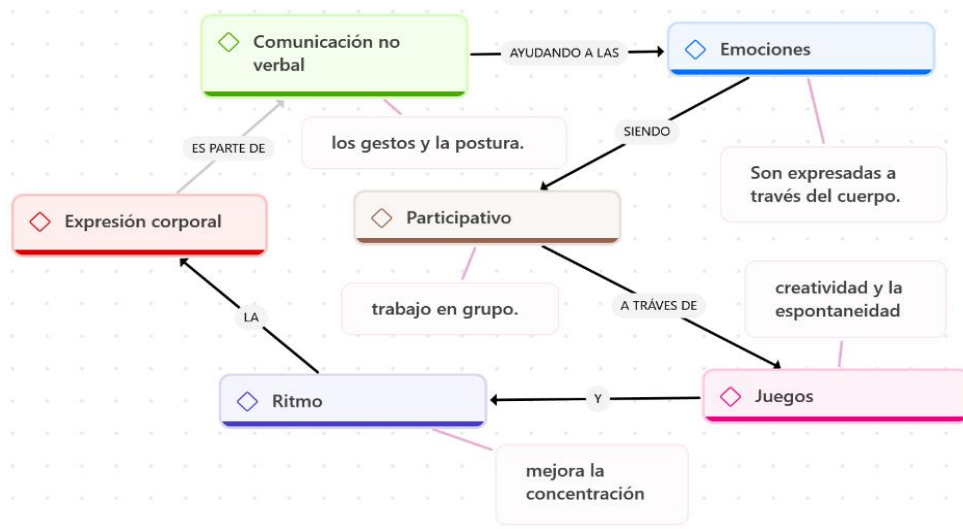 Comunicación no
verbal
AYUDANDO A LAS
Emociones
los gestos y la postura.
SIENDO
ES PARTE DE
Son expresadas a
través del cuerpo.
Expresión corporal
Participativo
trabajo en grupo.
A TRÁVES DE
creatividad y la
espontaneidad
LA
Ritmo
Y
Juegos
mejora la
concentración